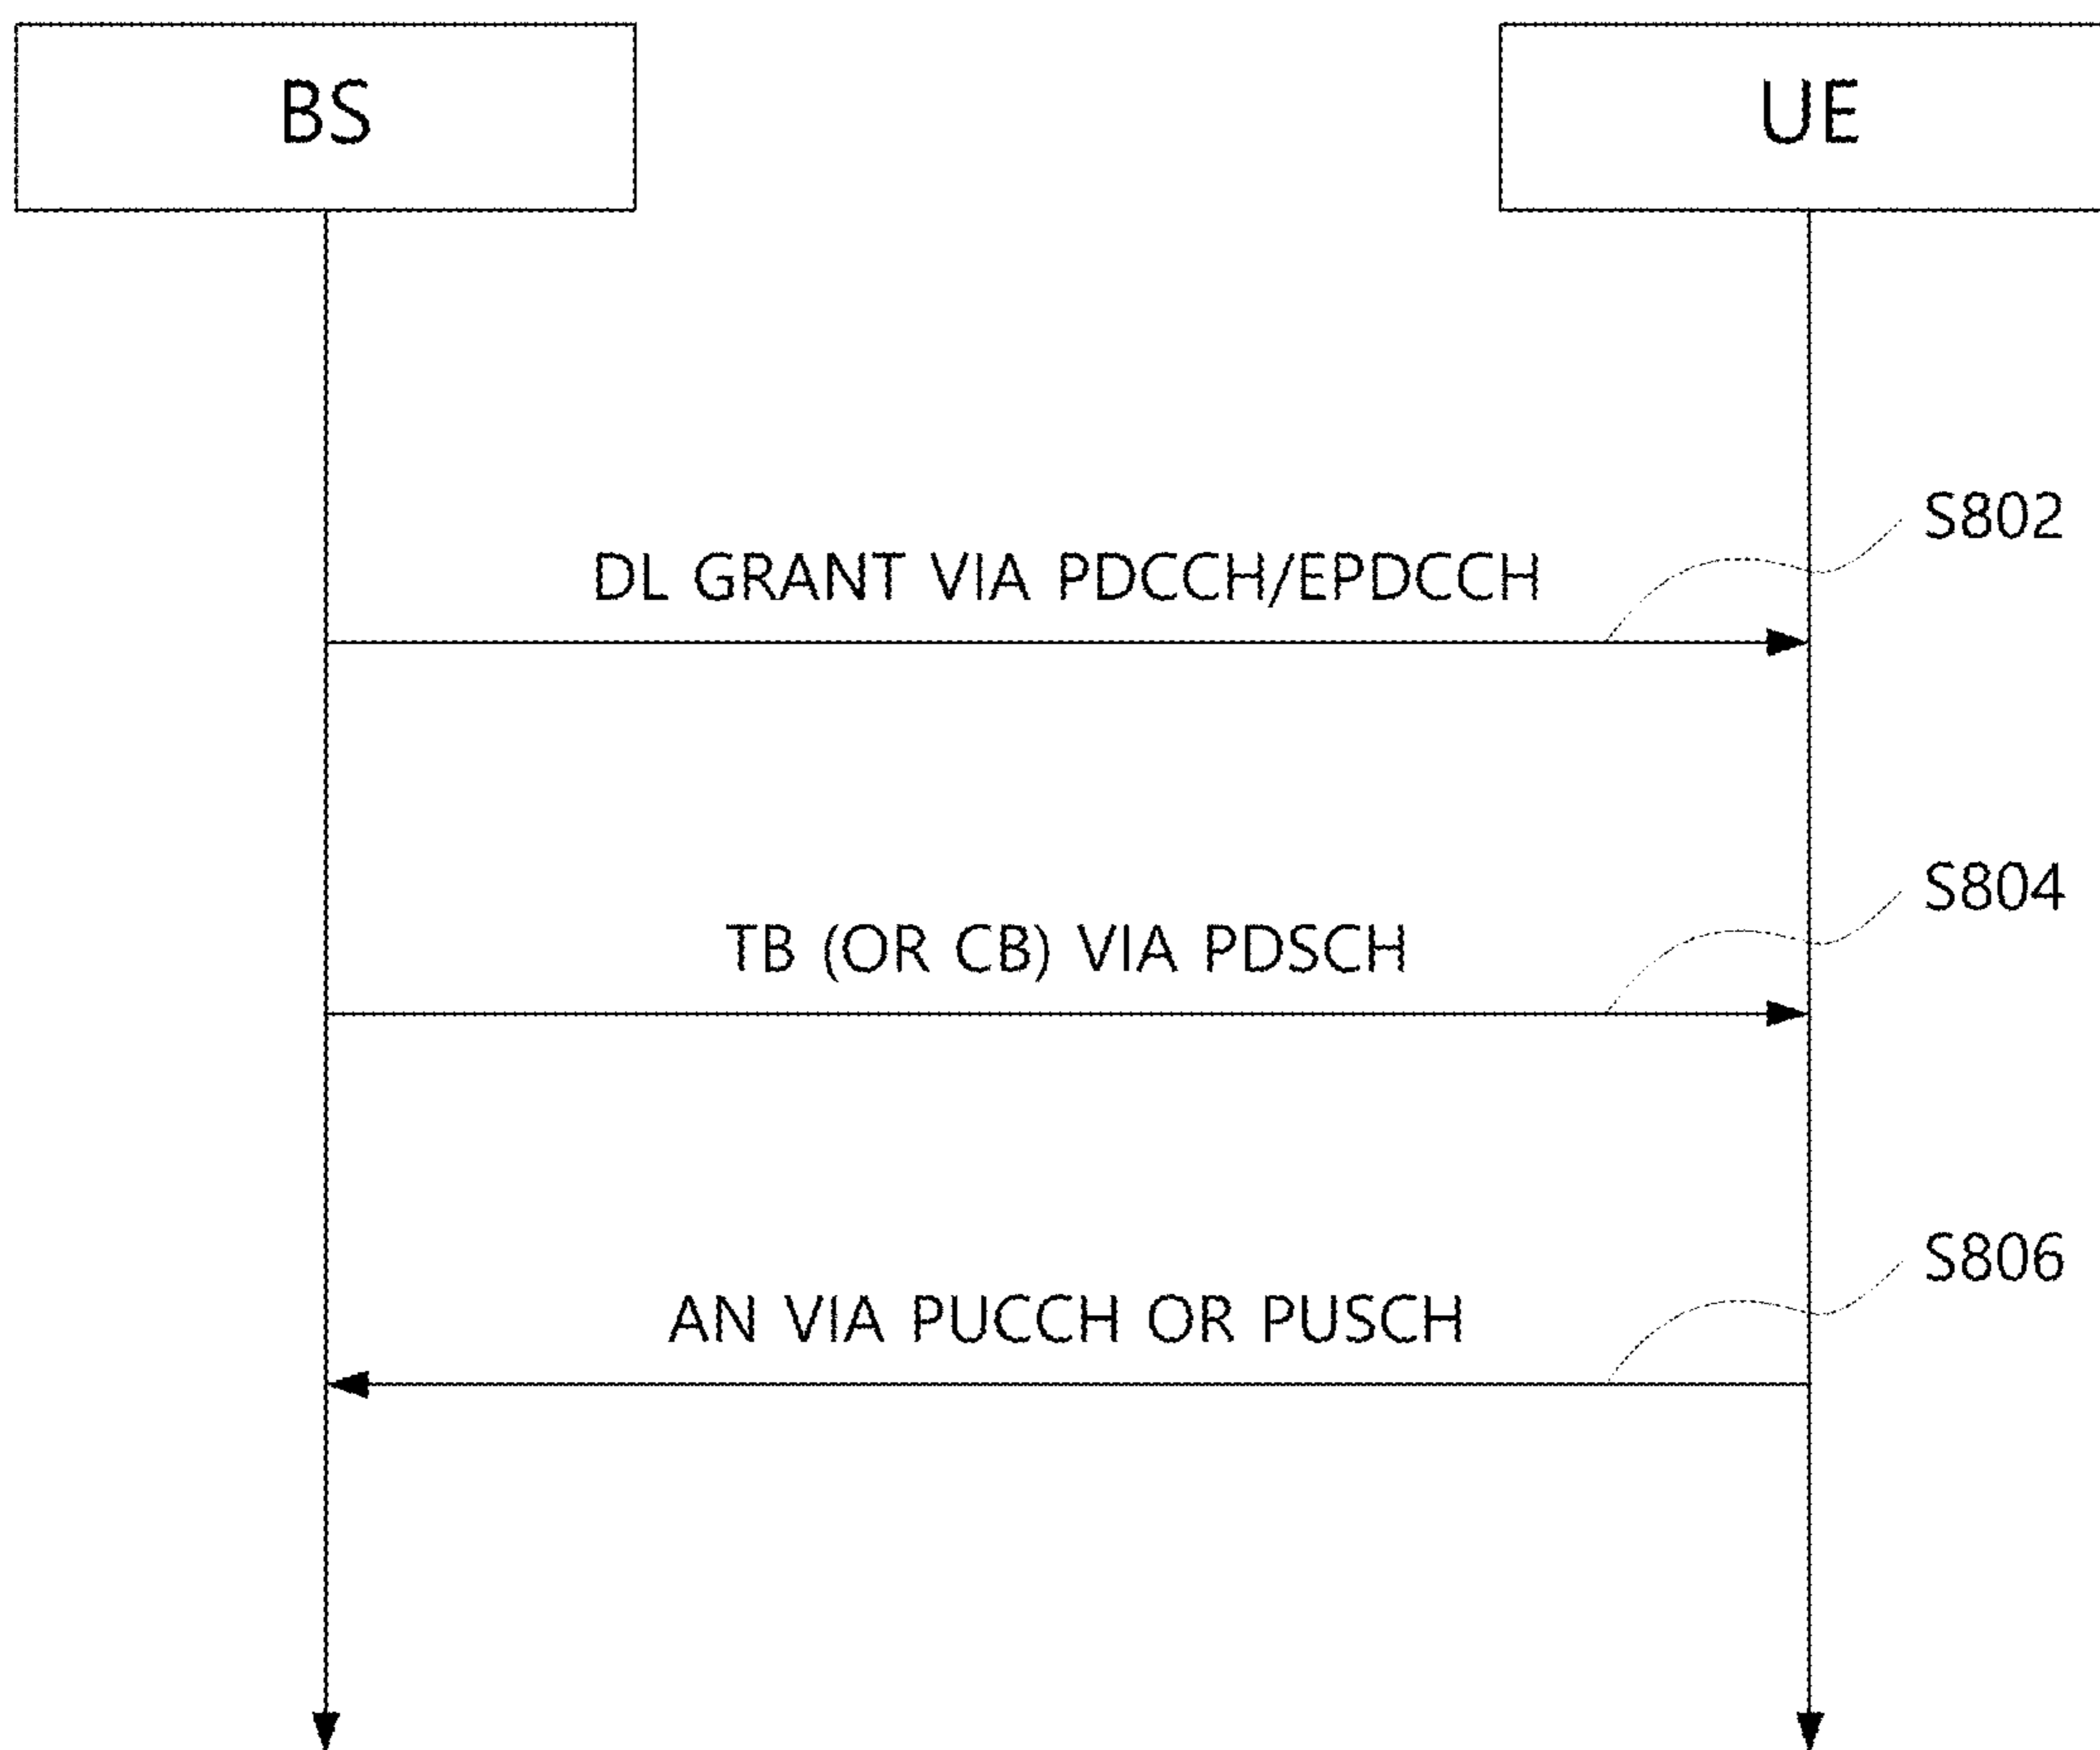 BS
UE
S802
DL GRANT VIA PDCCH/EPDCCH
S804
TB (OR CB) VIA PDSCH
S806
AN VIA PUCCH OR PUSCH